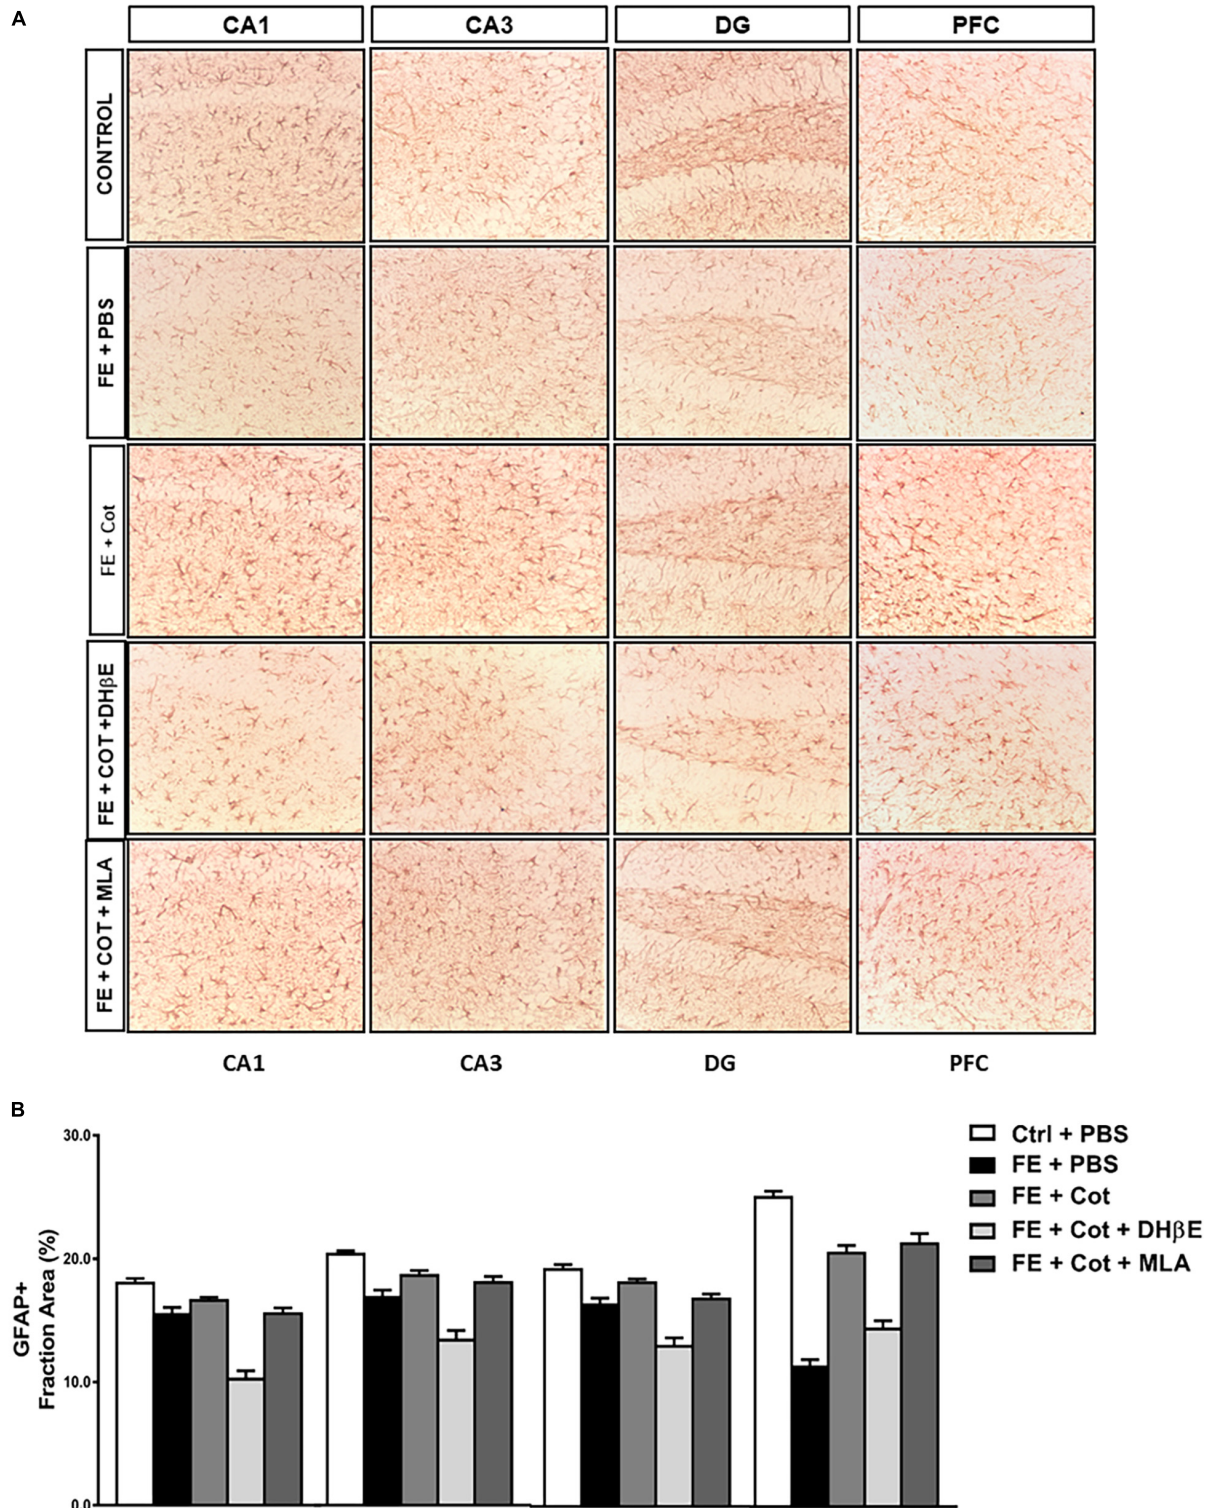 A
CA1 CA3 DG PFC
CONTROL
FE + PBS
FE + Cot
FE + COT +DHβE
FE + COT + MLA
CA1 CA3 DG PFC
B
GFAP+
Fraction Area (%)
30.0
20.0
10.0
0.0
Ctrl + PBS
FE + PBS
FE + Cot
FE + Cot + DHβE
FE + Cot + MLA